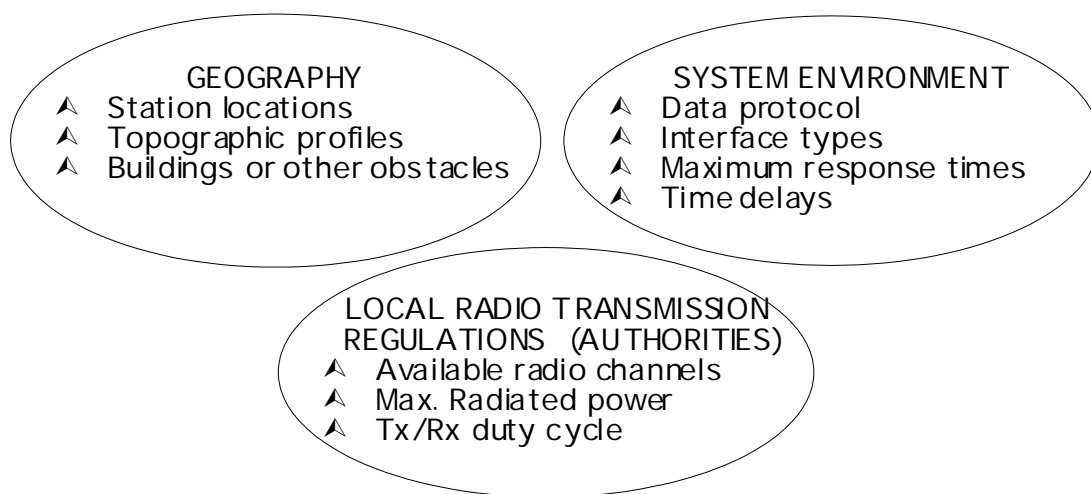 GEOGRAPHY
Station locations
Topographic profiles
Buildings or other obstacles
SYSTEM ENVIRONMENT
Data protocol
Interface types
Maximum response times
Time delays
LOCAL RADIO TRANSMISSION
REGULATIONS (AUTHORITIES)
Available radio channels
Max. Radiated power
Tx/Rx duty cycle